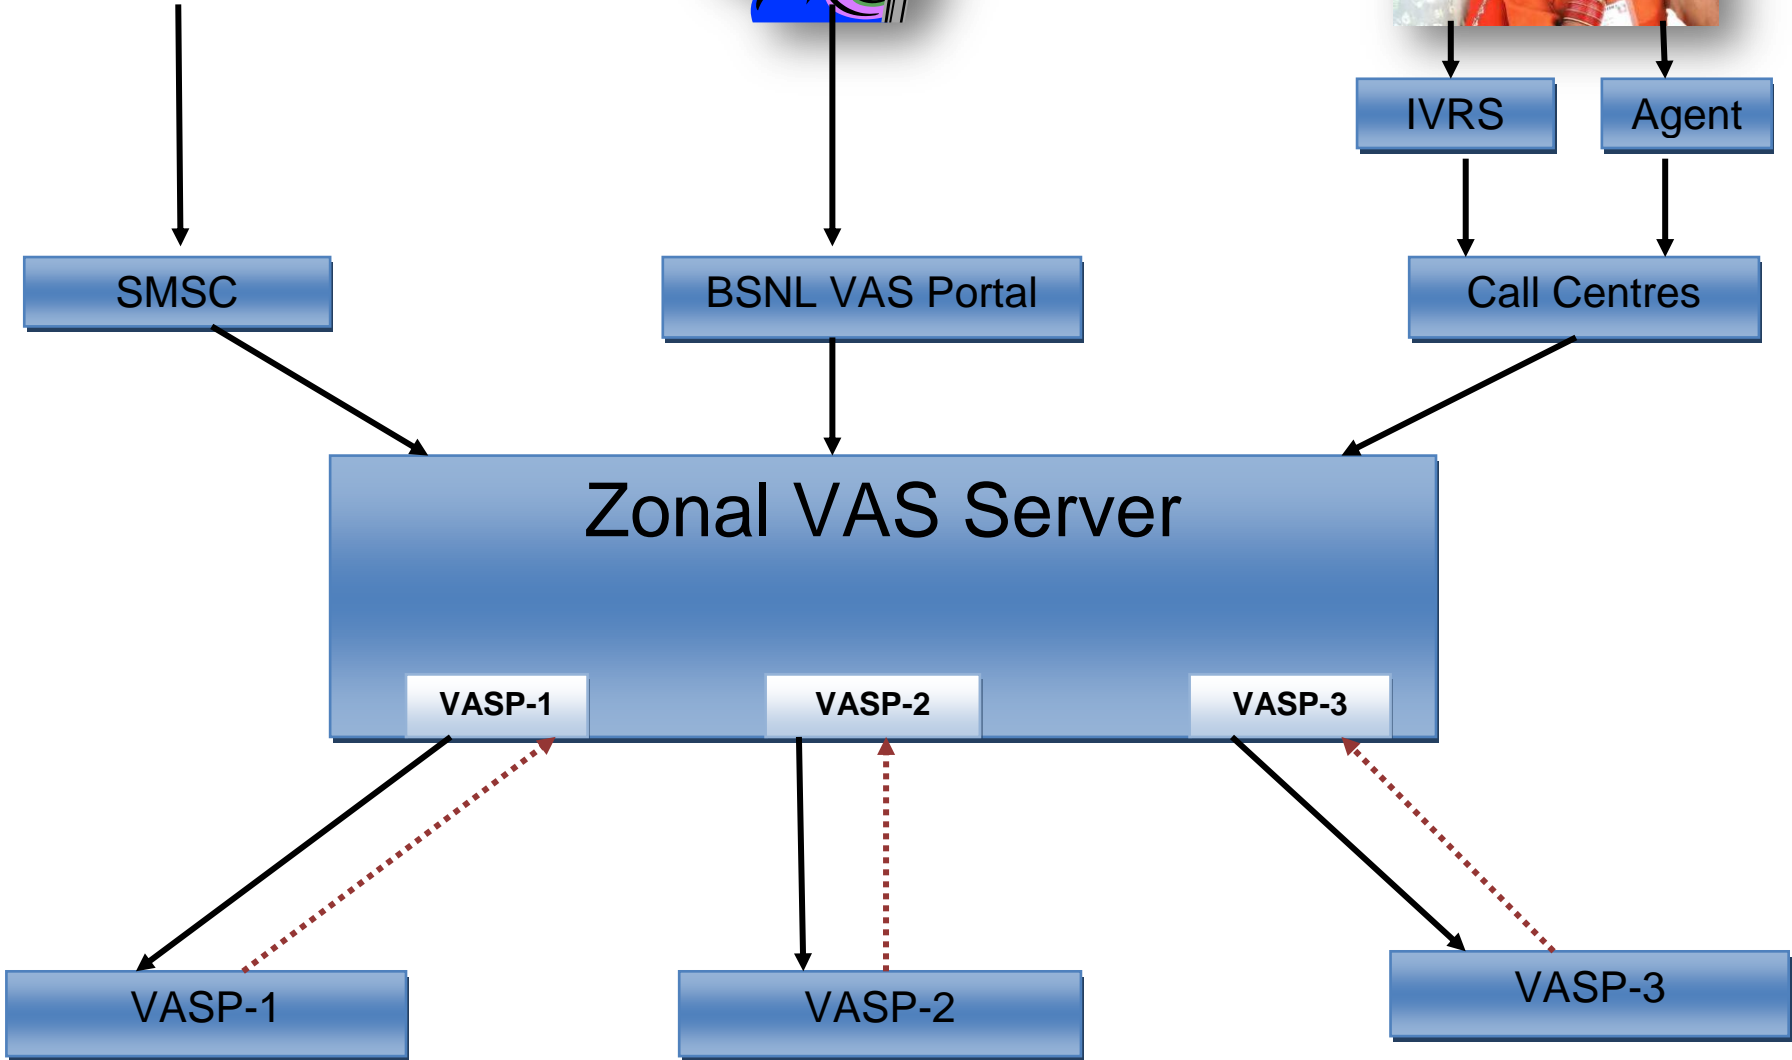 IVRS
Agent
SMSC
BSNL VAS Portal
Call Centres
Zonal VAS Server
VASP-1
VASP-2
VASP-3
VASP-1
VASP-2
VASP-3